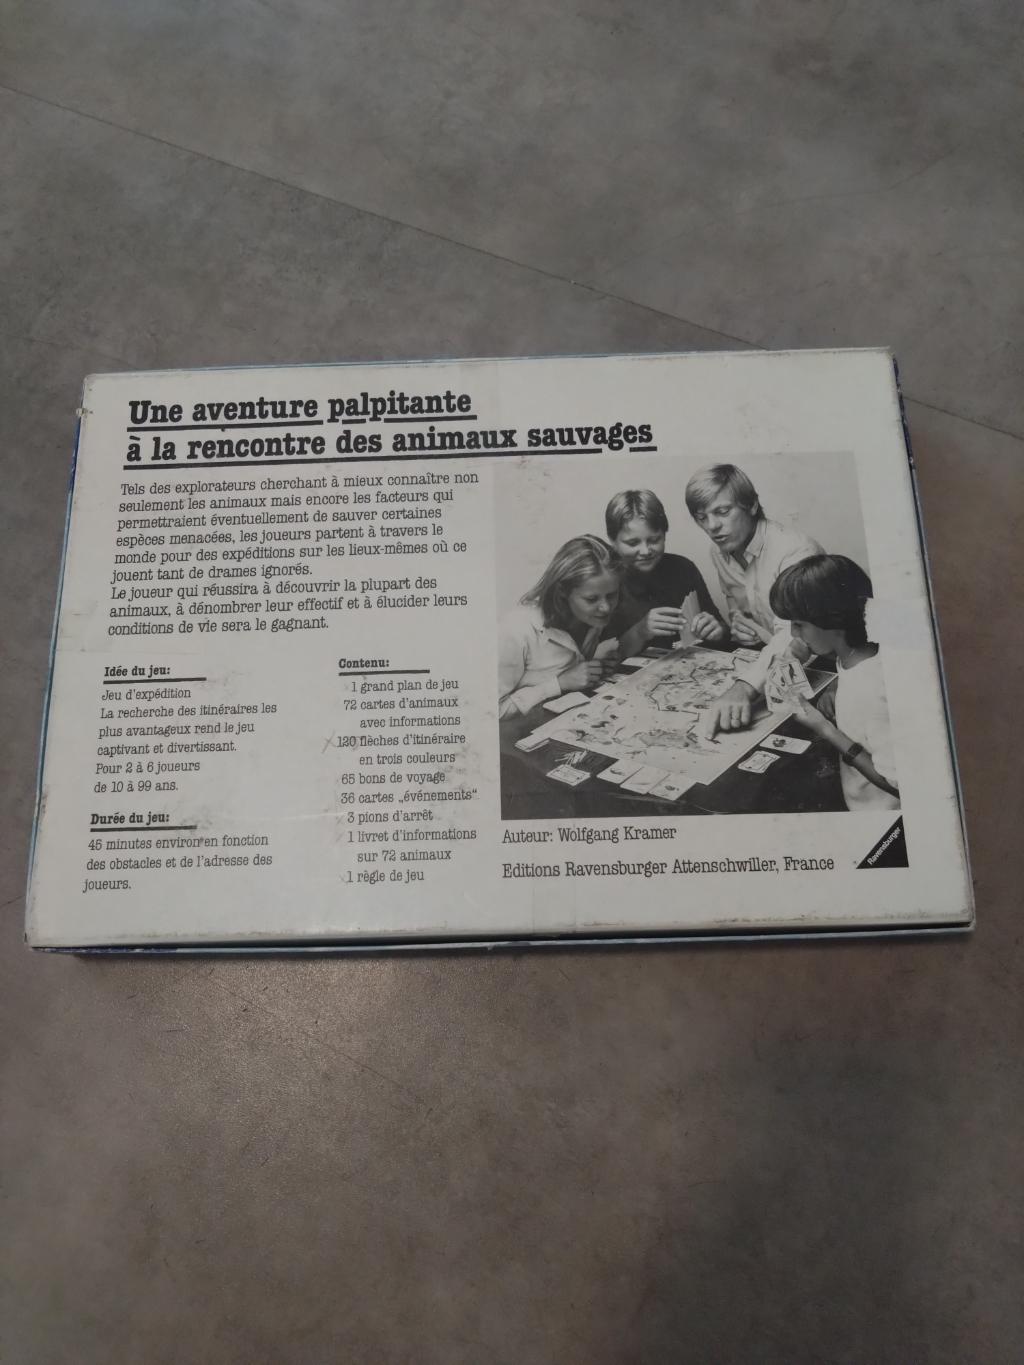 Une aventure palpitante
à la rencontre des animaux sauvages
Tels des explorateurs cherchant à mieux connaître non
seulement les animaux mais encore les facteurs qui
permettraient éventuellement de sauver certaines
espèces menacées, les joueurs partent à travers le
monde pour des expéditions sur les lieux-mêmes où ce
jouent tant de drames ignorés.
Le joueur qui réussira à découvrir la plupart des
animaux, à dénombrer leur effectif et à élucider leurs
conditions de vie sera le gagnant.
Idée du jeu:
Jeu d'expédition
La recherche des itinéraires les
plus avantageux rend le jeu
captivant et divertissant.
Pour 2 à 6 joueurs
de 10 à 99 ans.
Durée du jeu:
45 minutes environ en fonction
des obstacles et de l'adresse des
joueurs.
Contenu:
1 grand plan de jeu
72 cartes d'animaux
avec informations
120 flèches d'itinéraire
en trois couleurs
65 bons de voyage
36 cartes „événements“
3 pions d'arrêt
1 livret d'informations
sur 72 animaux
1 règle de jeu
Auteur: Wolfgang Kramer
Editions Ravensburger Attenschwiller, France
Ravensburger